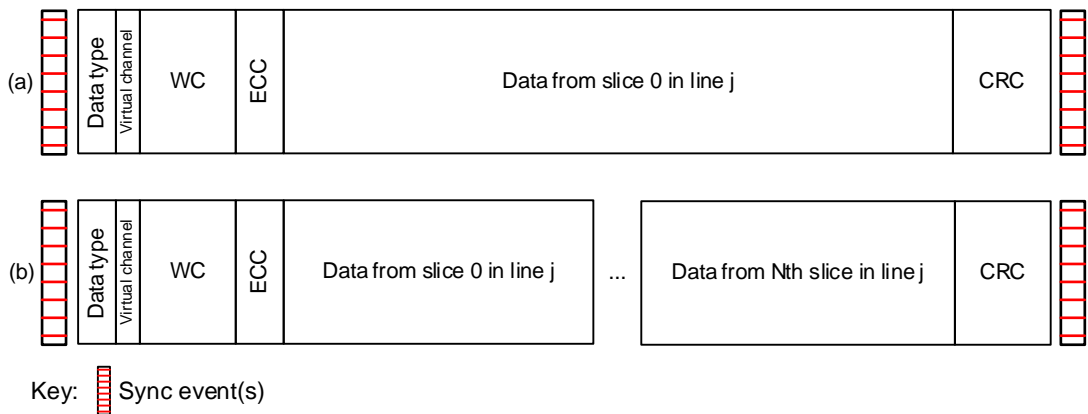 (a)
Data type
Virtual channel
WC
ECC
Data from slice 0 in line j
CRC
(b)
Data type
Virtual channel
WC
ECC
Data from slice 0 in line j
...
Data from Nth slice in line j
CRC
Key: Sync event(s)